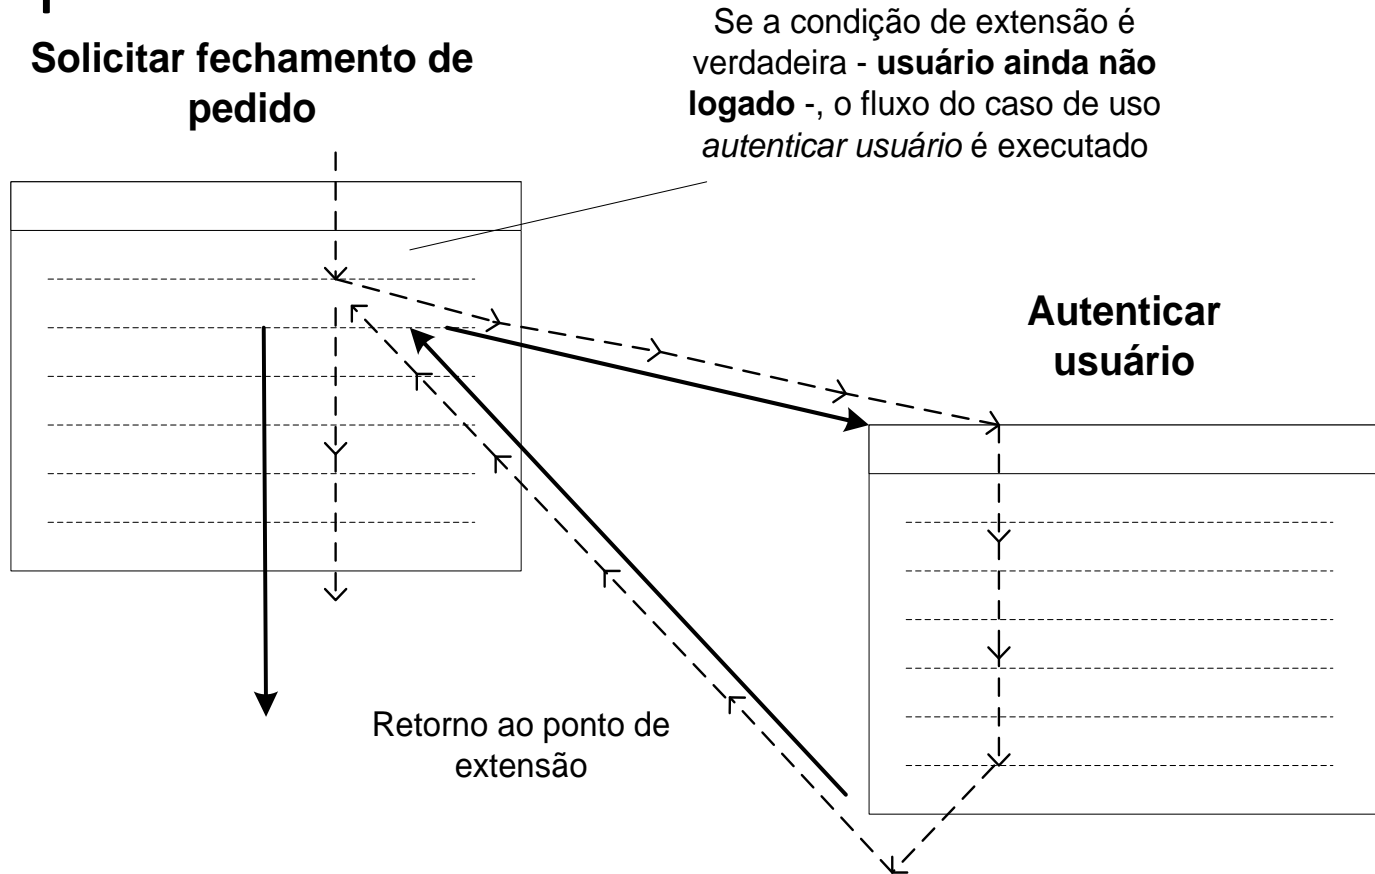 Solicitar fechamento de
pedido
Se a condição de extensão é
verdadeira - usuário ainda não
logado -, o fluxo do caso de uso
autenticar usuário é executado
Autenticar
usuário
Retorno ao ponto de
extensão